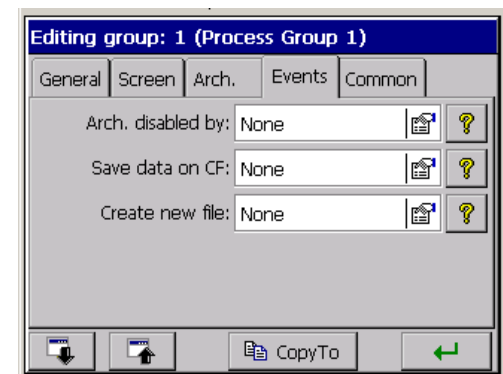 Editing group: 1 (Process Group 1)
General Screen Arch. Events Common
Arch. disabled by: None ?
Save data on CF: None ?
Create new file: None ?
CopyTo